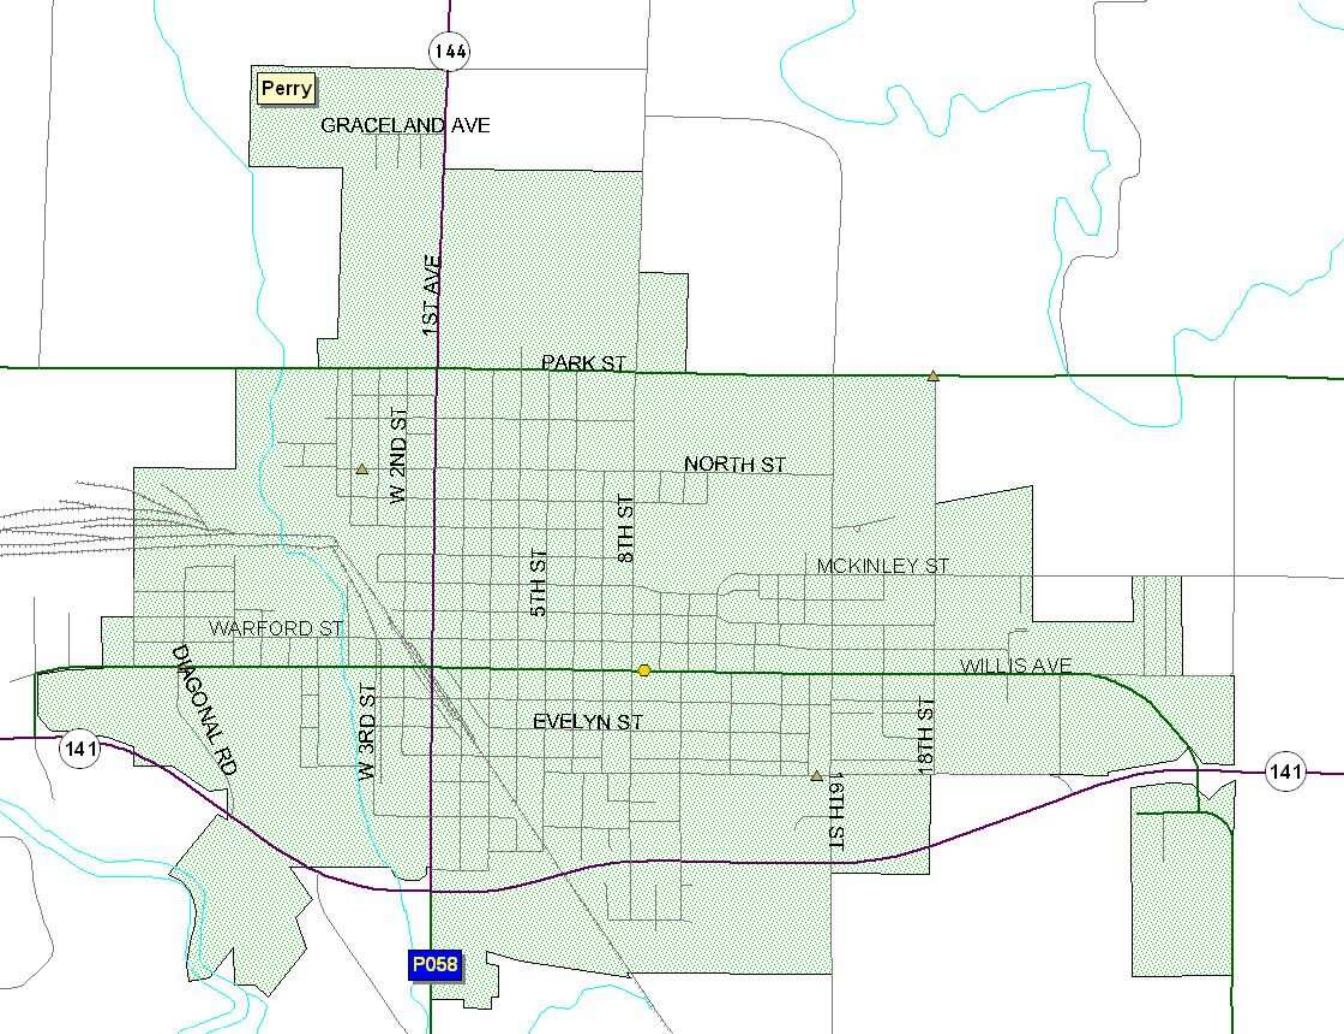 144
Perry
GRACELAND AVE
1ST AVE
PARK ST
W 2ND ST
NORTH ST
8TH ST
5TH ST
MCKINLEY ST
WARFORD ST
DIAGONAL RD
WILLIS AVE
W 3RD ST
EVELYN ST
18TH ST
141
141
16TH ST
P058